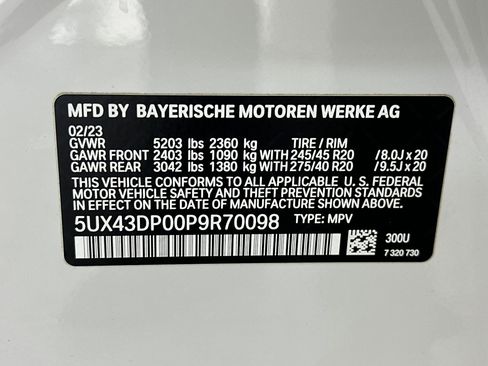 MFD BY BAYERISCHE MOTOREN WERKE AG
02/23
GVWR 5203 lbs 2360 kg TIRE / RIM
GAWR FRONT 2403 lbs 1090 kg WITH 245/45 R20 / 8.0J x 20
GAWR REAR 3042 lbs 1380 kg WITH 275/40 R20 / 9.5J x 20
THIS VEHICLE CONFORMS TO ALL APPLICABLE U. S. FEDERAL
MOTOR VEHICLE SAFETY AND THEFT PREVENTION STANDARDS IN
EFFECT ON THE DATE OF MANUFACTURE SHOWN ABOVE.
5UX43DP00P9R70098 TYPE: MPV
300U
7 320 730